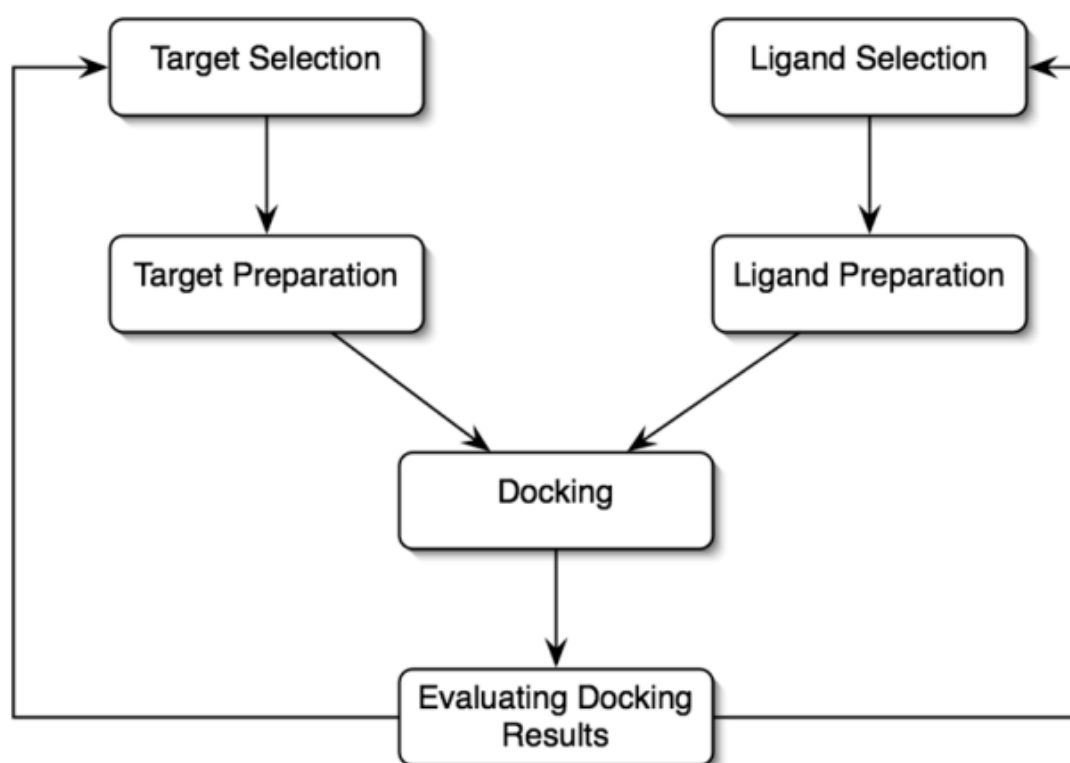 Target Selection
Ligand Selection
Target Preparation
Ligand Preparation
Docking
Evaluating Docking
Results